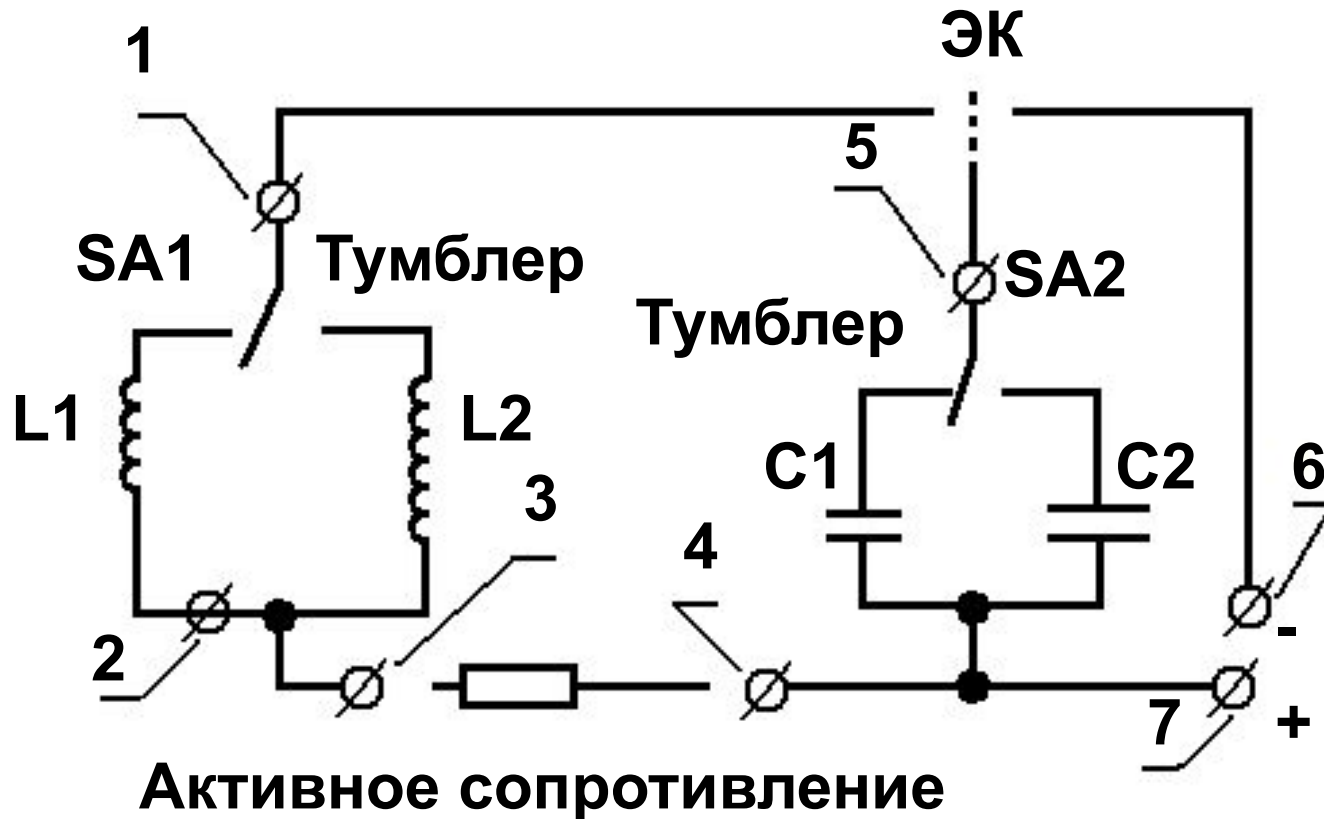 1
ЭК
5
SA1
Тумблер
SA2
Тумблер
L1
L2
C1
C2
6
3
4
2
-
7
+
Активное сопротивление